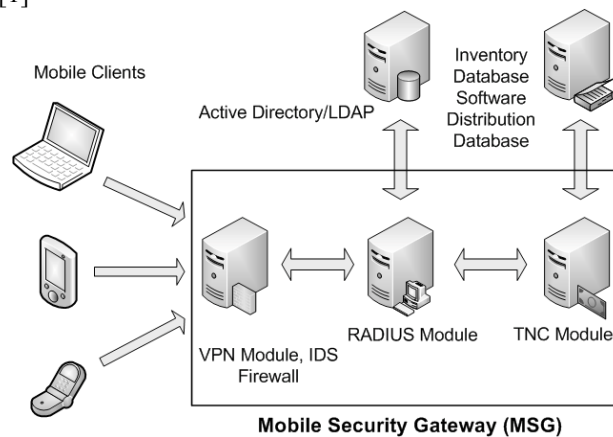 [1]
Mobile Clients
Active Directory/LDAP
Inventory
Database
Software
Distribution
Database
VPN Module, IDS
Firewall
RADIUS Module
TNC Module
Mobile Security Gateway (MSG)